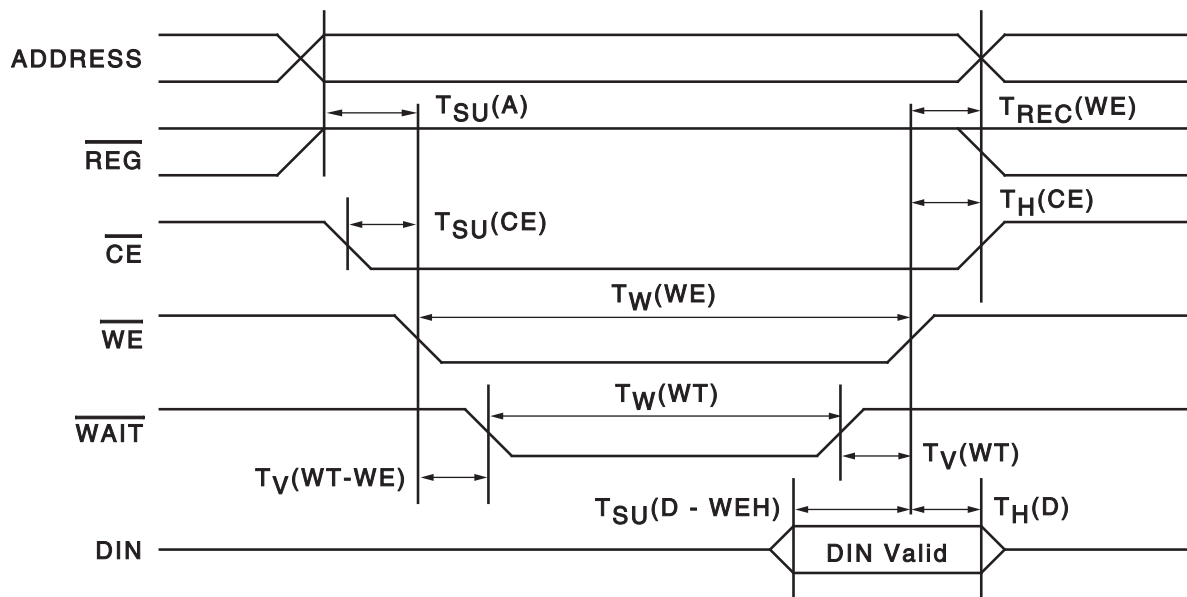 ADDRESS
TSU(A)
TREC(WE)
REG
TH(CE)
TSU(CE)
CE
TW(WE)
WE
TW(WT)
WAIT
TV(WT)
TV(WT-WE)
TSU(D - WEH)
TH(D)
DIN
DIN Valid